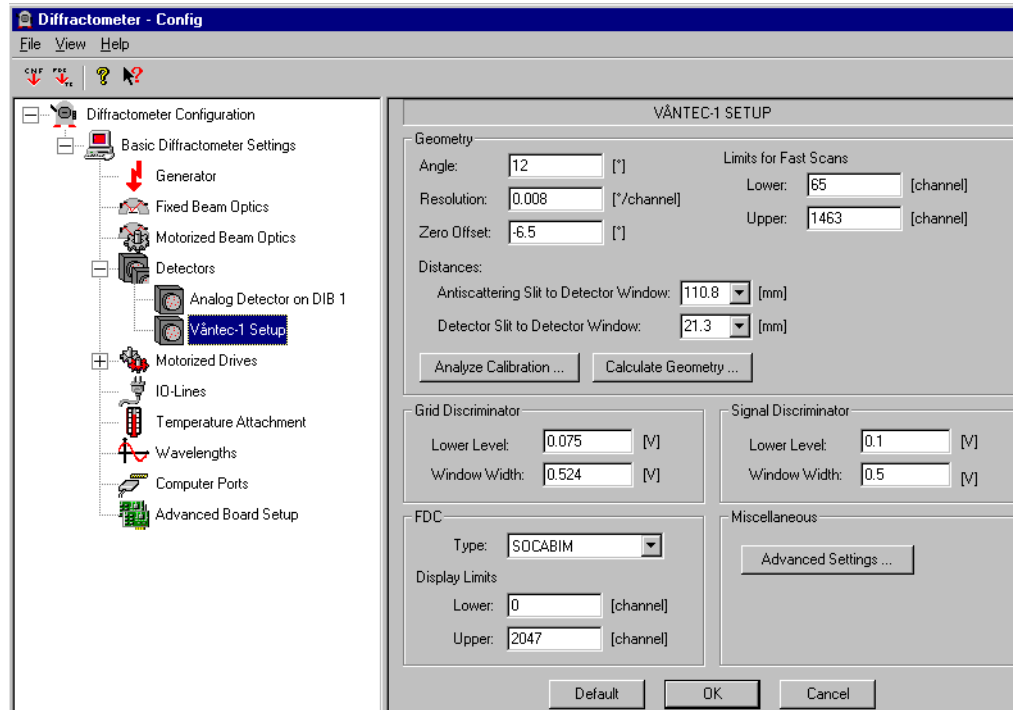 Diffractometer - Config
File View Help
CNF FDC
Diffractometer Configuration
Basic Diffractometer Settings
Generator
Fixed Beam Optics
Motorized Beam Optics
Detectors
Analog Detector on DIB 1
Våntec-1 Setup
Motorized Drives
IO-Lines
Temperature Attachment
Wavelengths
Computer Ports
Advanced Board Setup
VÅNTEC-1 SETUP
Geometry
Angle: 12 [°]
Resolution: 0.008 [°/channel]
Zero Offset: -6.5 [°]
Limits for Fast Scans
Lower: 65 [channel]
Upper: 1463 [channel]
Distances:
Antiscattering Slit to Detector Window: 110.8 [mm]
Detector Slit to Detector Window: 21.3 [mm]
Analyze Calibration ... Calculate Geometry ...
Grid Discriminator
Lower Level: 0.075 [V]
Window Width: 0.524 [V]
Signal Discriminator
Lower Level: 0.1 [V]
Window Width: 0.5 [V]
FDC
Type: SOCABIM
Display Limits
Lower: 0 [channel]
Upper: 2047 [channel]
Miscellaneous
Advanced Settings ...
Default OK Cancel